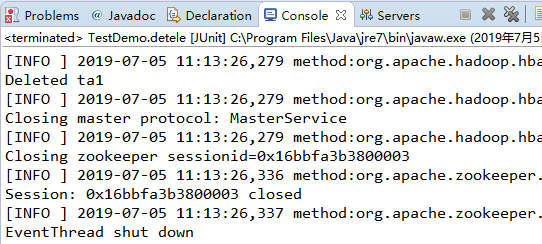 Problems @ Javadoc Declaration Console Servers
<terminated> TestDemo.detele [JUnit] C:\Program Files\Java\jre7\bin\javaw.exe (2019年7月5
[INFO ] 2019-07-05 11:13:26,279 method:org.apache.hadoop.hba
Deleted ta1
[INFO ] 2019-07-05 11:13:26,279 method:org.apache.hadoop.hba
Closing master protocol: MasterService
[INFO ] 2019-07-05 11:13:26,279 method:org.apache.hadoop.hba
Closing zookeeper sessionid=0x16bbfa3b3800003
[INFO ] 2019-07-05 11:13:26,336 method:org.apache.zookeeper.
Session: 0x16bbfa3b3800003 closed
[INFO ] 2019-07-05 11:13:26,337 method:org.apache.zookeeper.
EventThread shut down